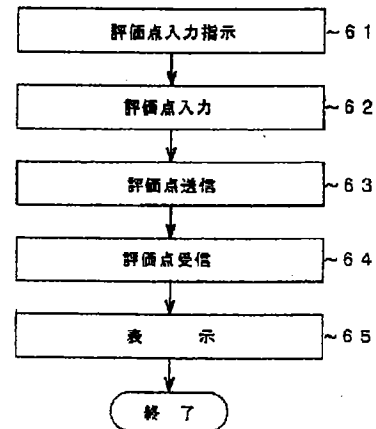 評価点入力指示 ~61
評価点入力 ~62
評価点送信 ~63
評価点受信 ~64
表 示 ~65
終 了